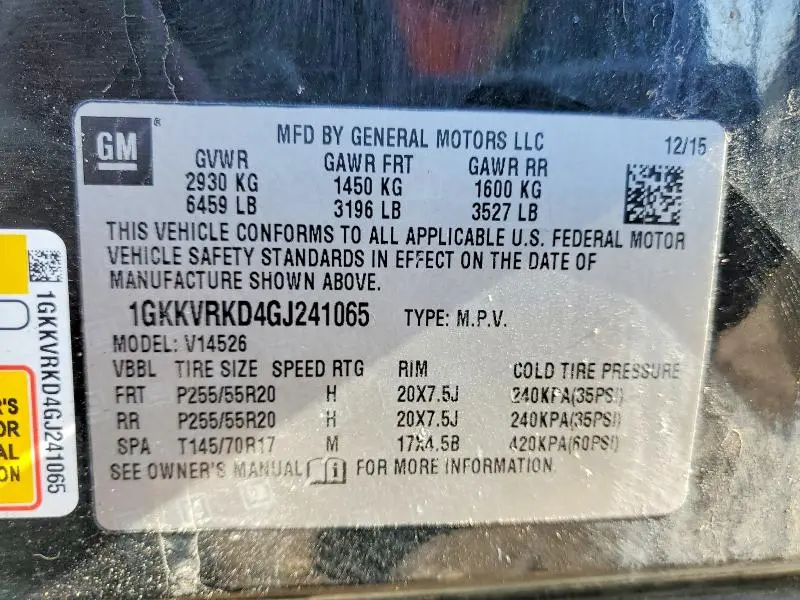 GM
®
MFD BY GENERAL MOTORS LLC 12/15
GVWR GAWR FRT GAWR RR
2930 KG 1450 KG 1600 KG
6459 LB 3196 LB 3527 LB
THIS VEHICLE CONFORMS TO ALL APPLICABLE U.S. FEDERAL MOTOR
VEHICLE SAFETY STANDARDS IN EFFECT ON THE DATE OF
MANUFACTURE SHOWN ABOVE.
1GKKVRKD4GJ241065 TYPE: M.P.V.
MODEL: V14526
VBBL TIRE SIZE SPEED RTG RIM COLD TIRE PRESSURE
FRT P255/55R20 H 20X7.5J 240KPA(35PSI)
RR P255/55R20 H 20X7.5J 240KPA(35PSI)
SPA T145/70R17 M 17X4.5B 420KPA(60PSI)
SEE OWNER'S MANUAL FOR MORE INFORMATION.
1GKKVRKD4GJ241065
'S
OR
AL
ON